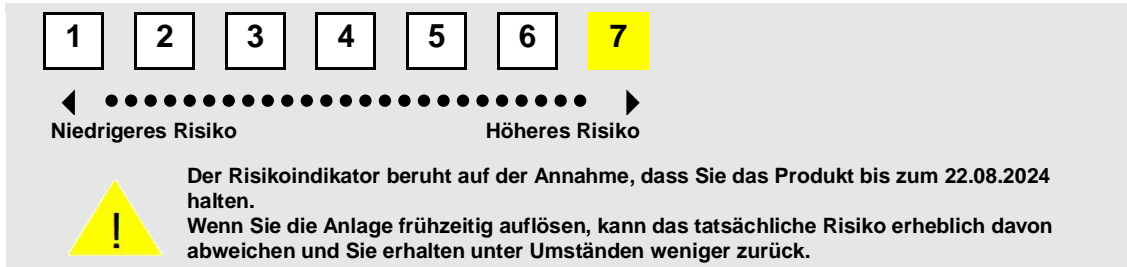 1 2 3 4 5 6 7
Niedrigeres Risiko Höheres Risiko
Der Risikoindikator beruht auf der Annahme, dass Sie das Produkt bis zum 22.08.2024
halten.
Wenn Sie die Anlage frühzeitig auflösen, kann das tatsächliche Risiko erheblich davon
abweichen und Sie erhalten unter Umständen weniger zurück.
!